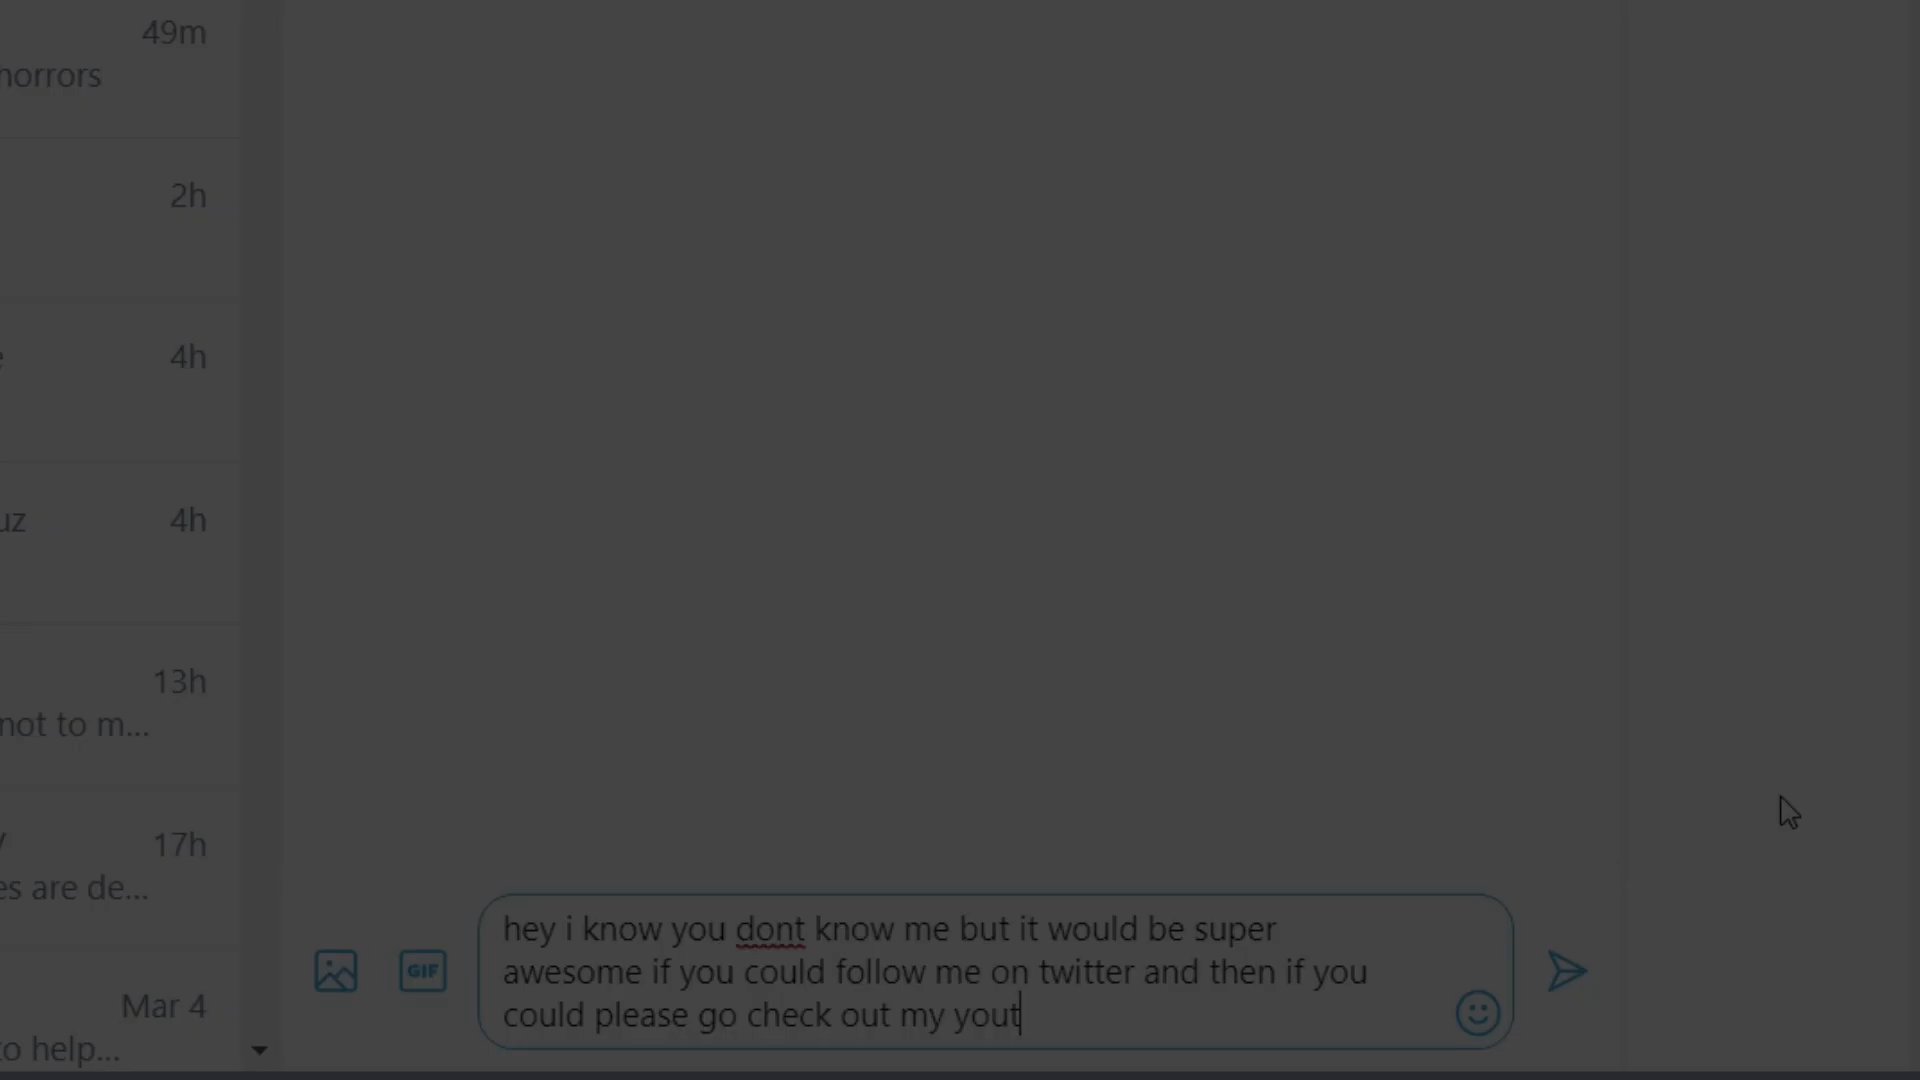 49m
horrors
2h
4h
uz
4h
13h
not to m...
17h
es are de...
Mar 4
to help...
GIF
hey i know you dont know me but it would be super
awesome if you could follow me on twitter and then if you
could please go check out my yout